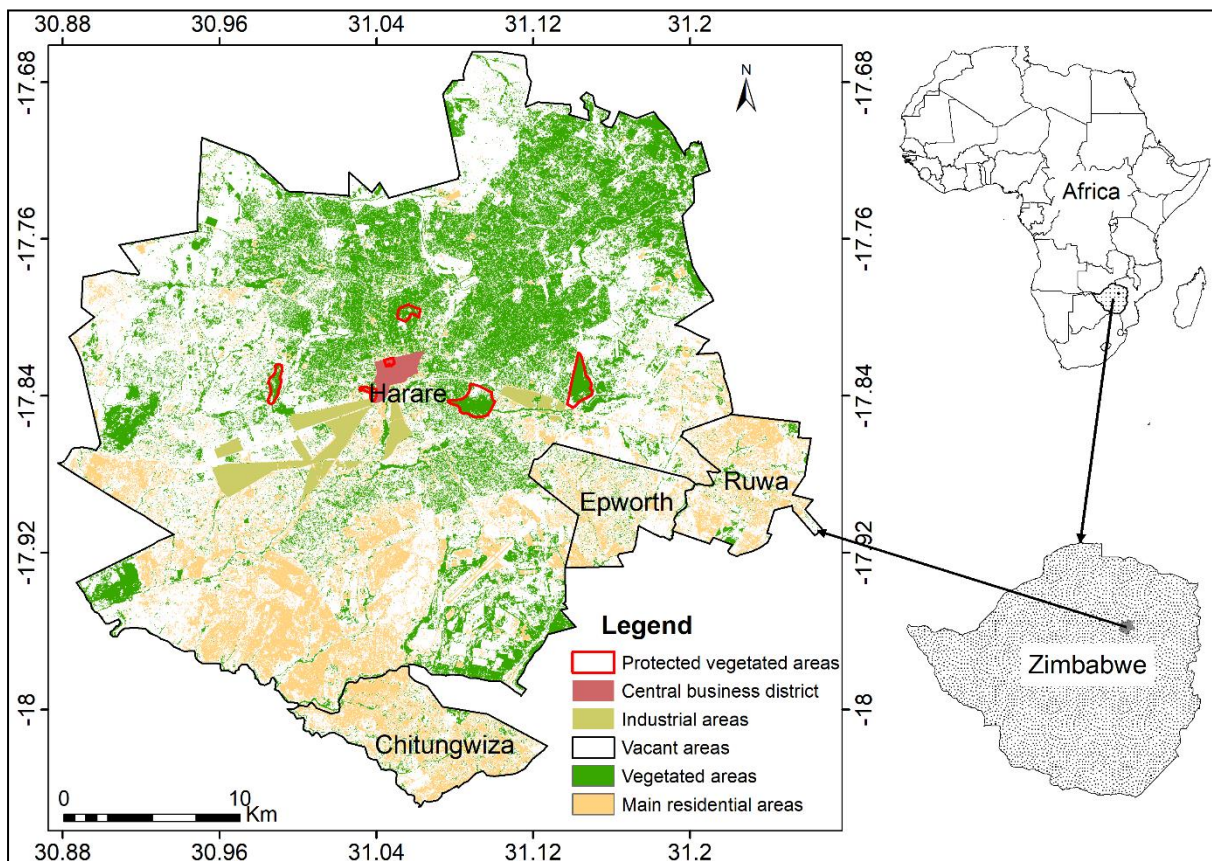 30.88 30.96 31.04 31.12 31.2
-17.68
-17.76
-17.84
-17.92
-18
N
Harare
Epworth
Ruwa
Chitungwiza
Legend
Protected vegetated areas
Central business district
Industrial areas
Vacant areas
Vegetated areas
Main residential areas
0 10
Km
30.88 30.96 31.04 31.12 31.2
-17.68
-17.76
-17.84
-17.92
-18
Africa
Zimbabwe